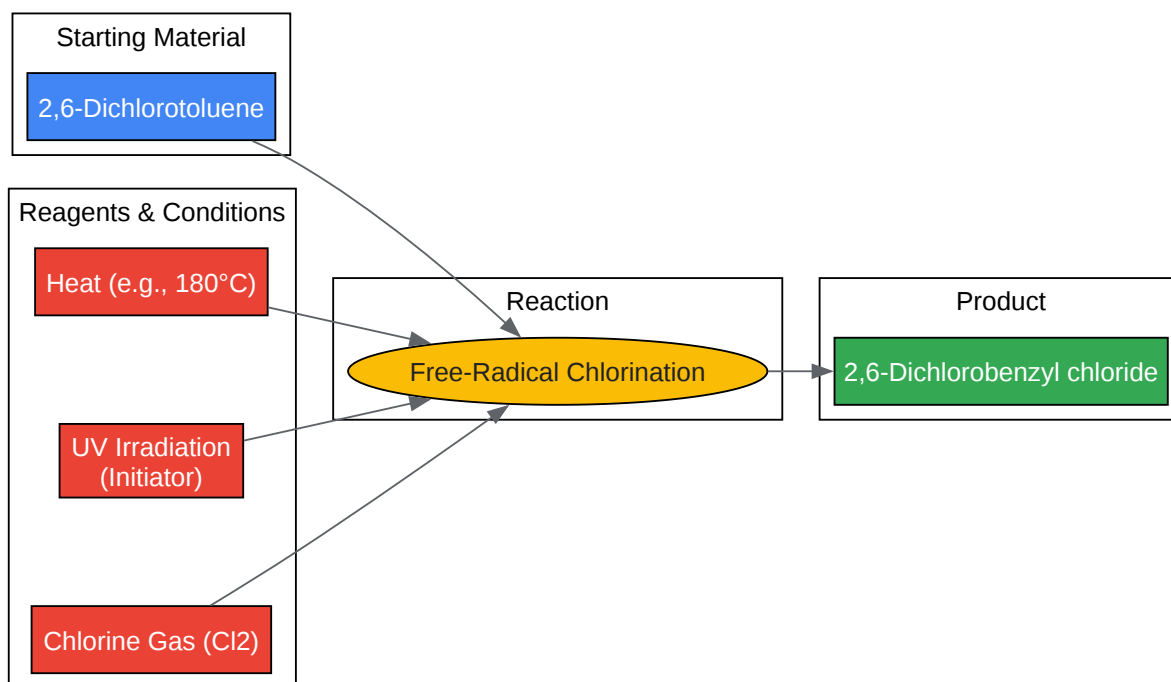 Starting Material
2,6-Dichlorotoluene
Reagents & Conditions
Heat (e.g., 180°C)
UV Irradiation
(Initiator)
Chlorine Gas (Cl2)
Reaction
Free-Radical Chlorination
Product
2,6-Dichlorobenzyl chloride